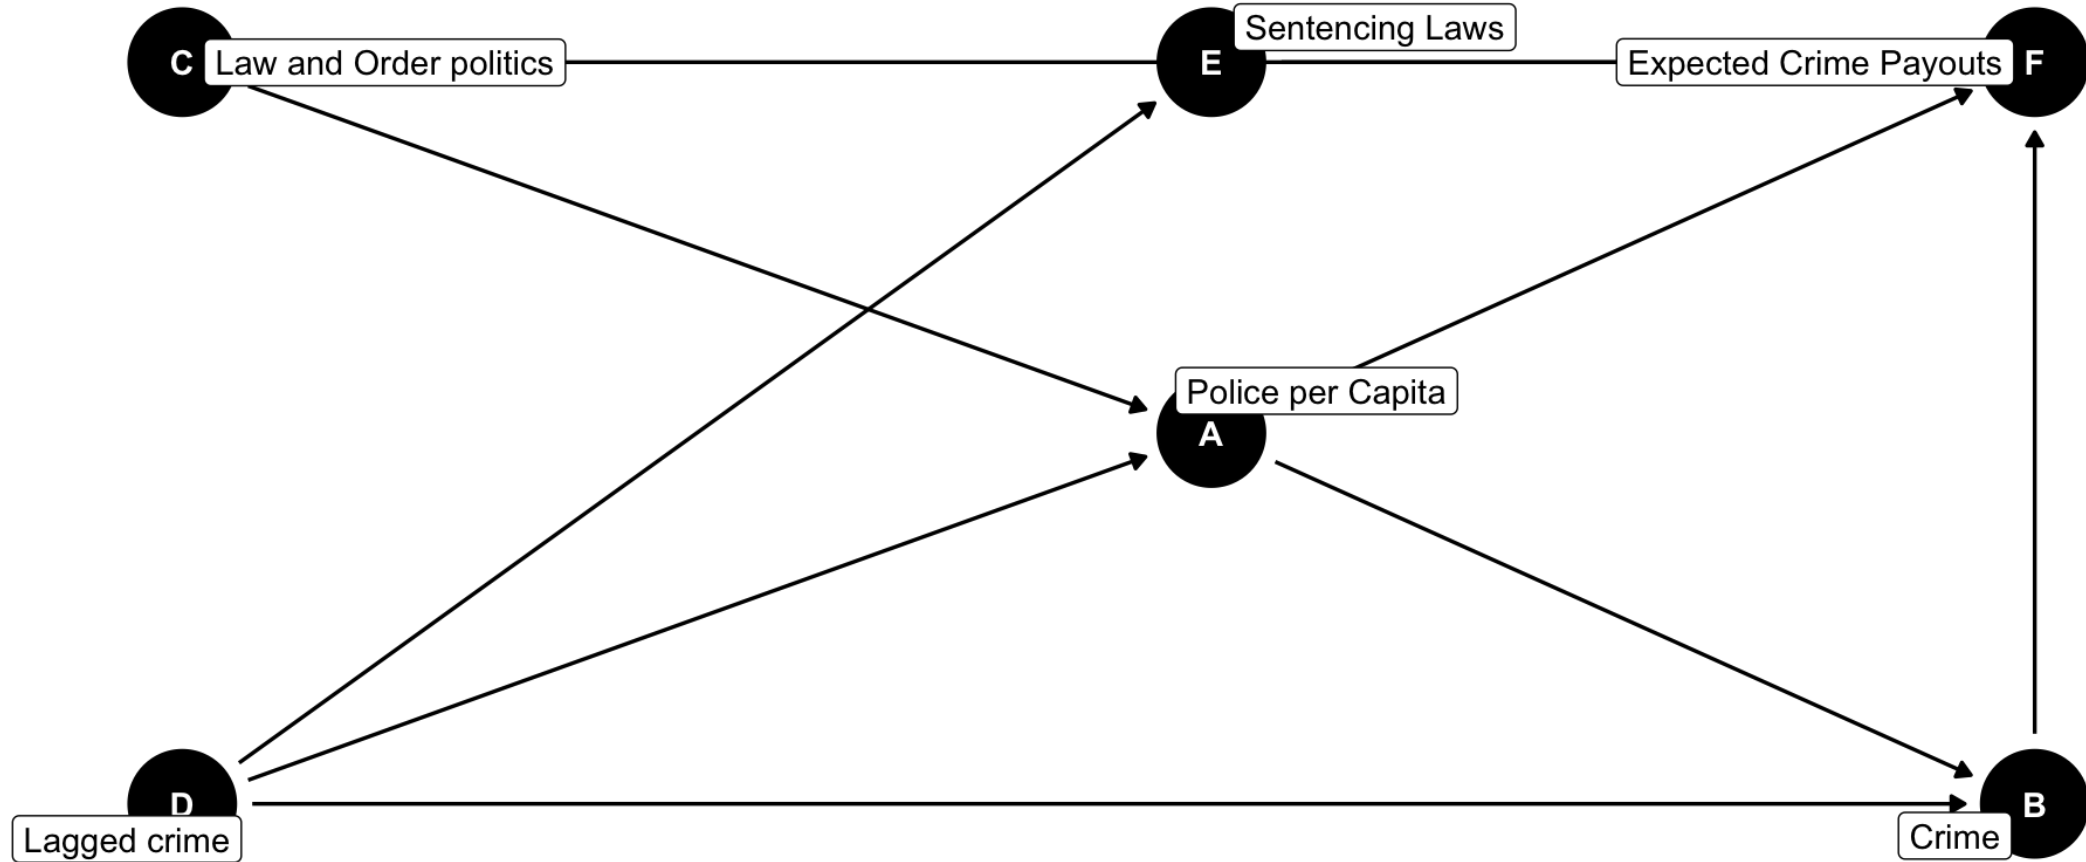 C
Law and Order politics
E
Sentencing Laws
Expected Crime Payouts
F
Police per Capita
A
D
Lagged crime
B
Crime